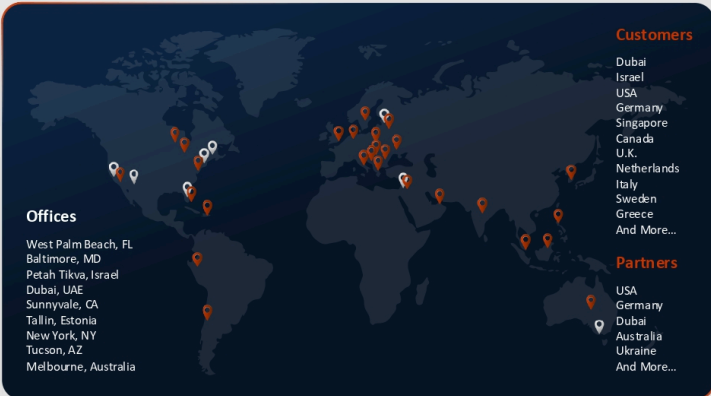 Customers
Dubai
Israel
USA
Germany
Singapore
Canada
U.K.
Netherlands
Italy
Sweden
Greece
And More...
Offices
West Palm Beach, FL
Baltimore, MD
Petah Tikva, Israel
Dubai, UAE
Sunnyvale, CA
Tallin, Estonia
New York, NY
Tucson, AZ
Melbourne, Australia
Partners
USA
Germany
Dubai
Australia
Ukraine
And More...